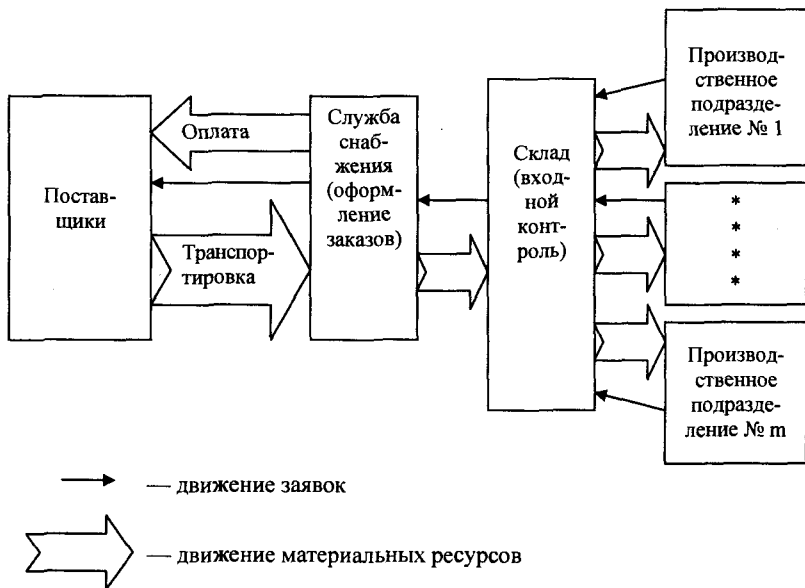 Постав-
щики
Оплата
Транспор-
тировка
Служба
снаб-
жения
(оформ-
ление
заказов)
Склад
(вход-
ной
конт-
роль)
Производ-
ственное
подразде-
ление № 1
*
*
*
*
Производ-
ственное
подразде-
ление № m
— движение заявок
— движение материальных ресурсов